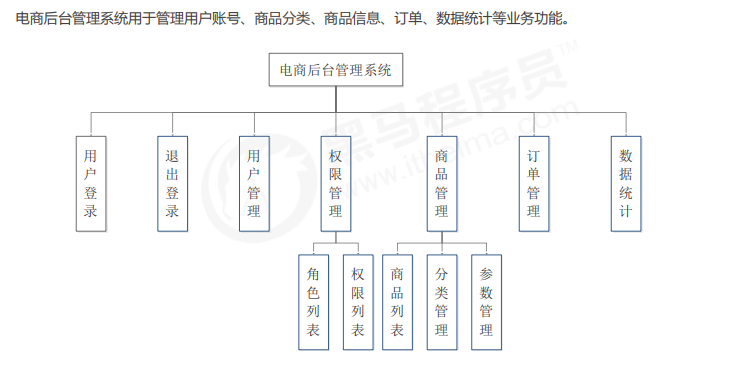 电商后台管理系统用于管理用户账号、商品分类、商品信息、订单、数据统计等业务功能。
电商后台管理系统
用户登录
退出登录
用户管理
权限管理
商品管理
订单管理
数据统计
角色列表
权限列表
商品列表
分类管理
参数管理
黑马程序员™
www.itheima.com